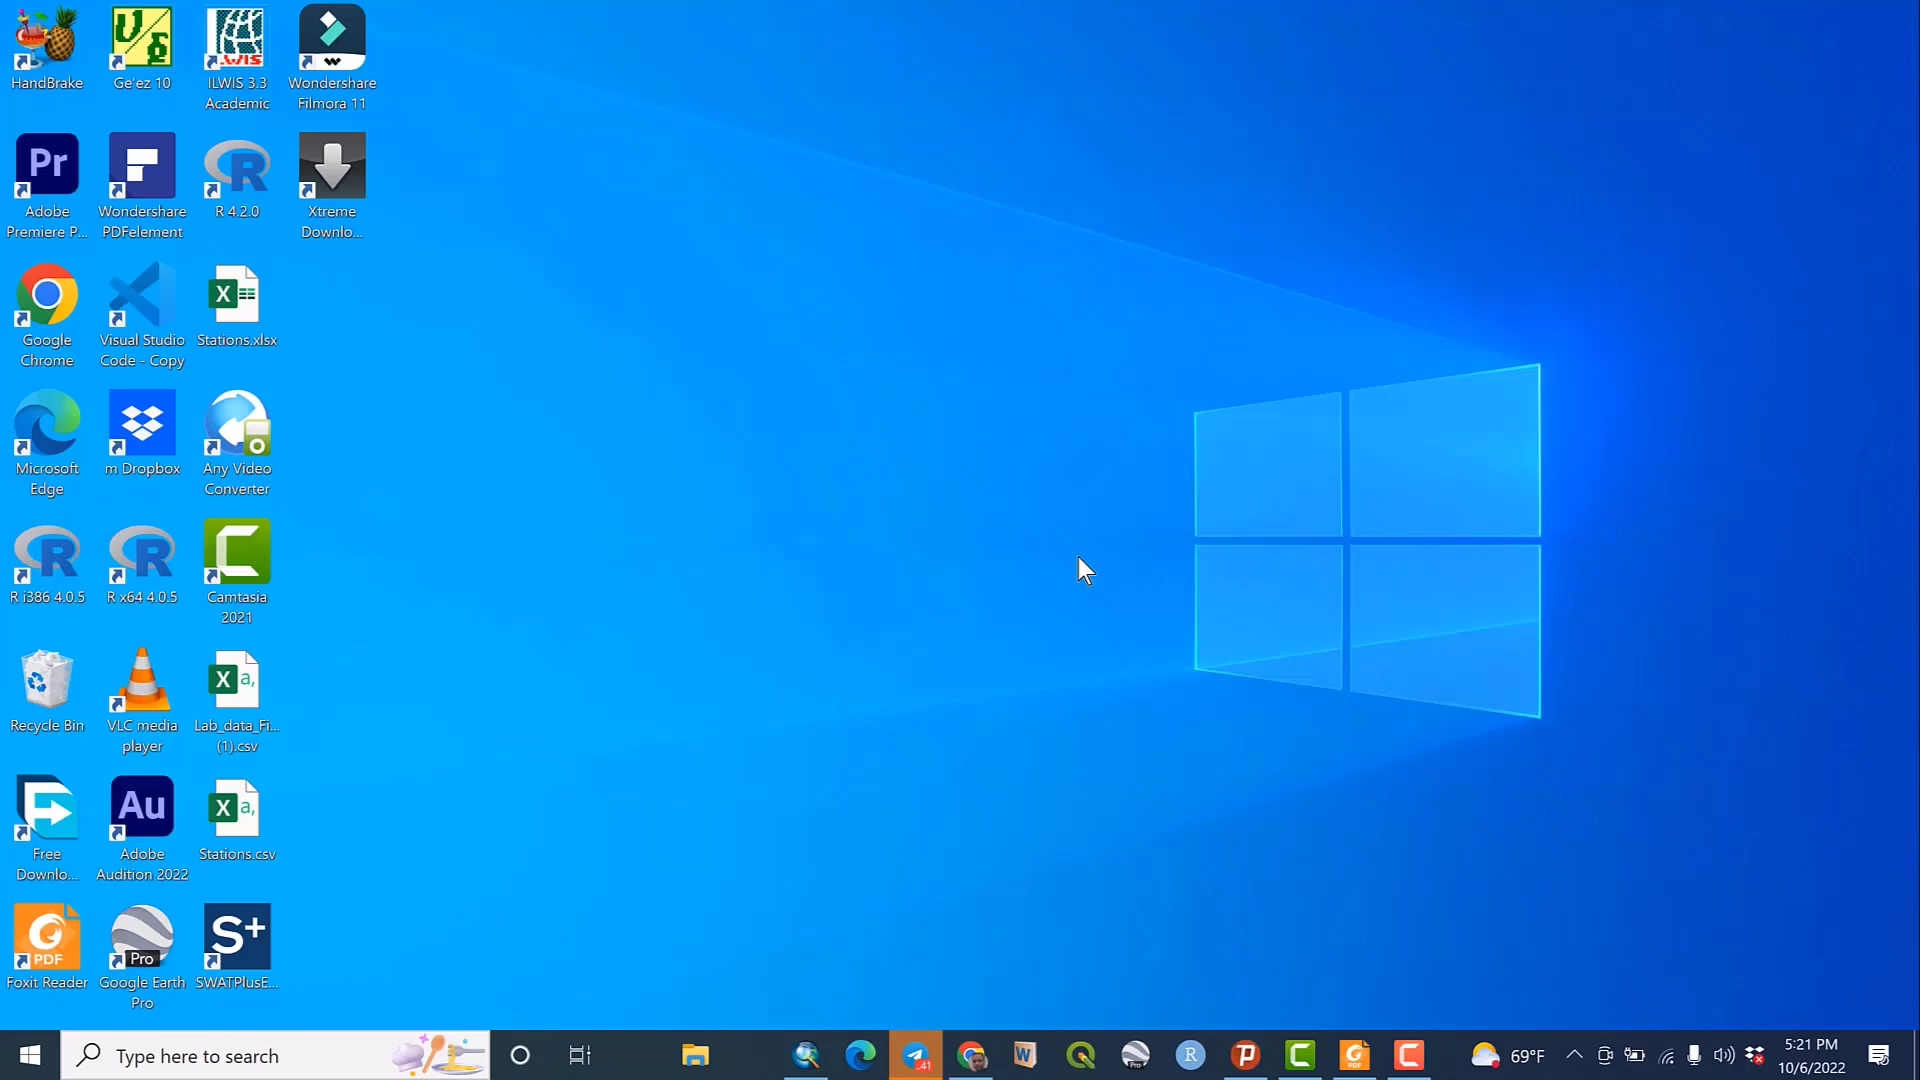 HandBrake
Ge'ez 10
ILWIS 3.3
Academic
Wondershare
Filmora 11
Pr
Adobe
Premiere P...
Wondershare
PDFelement
R
R 4.2.0
Xtreme
Downlo...
Google
Chrome
Visual Studio
Code - Copy
X
Stations.xlsx
Microsoft
Edge
m Dropbox
Any Video
Converter
R
R i386 4.0.5
R
R x64 4.0.5
Camtasia
2021
Recycle Bin
VLC media
player
X a,
Lab_data_Fi...
(1).csv
Free
Downlo...
Au
Adobe
Audition 2022
X a,
Stations.csv
PDF
Foxit Reader
Pro
Google Earth
Pro
S+
SWATPlusE...
Type here to search
41
W
Pro
R
P
PDF
69°F
5:21 PM
10/6/2022